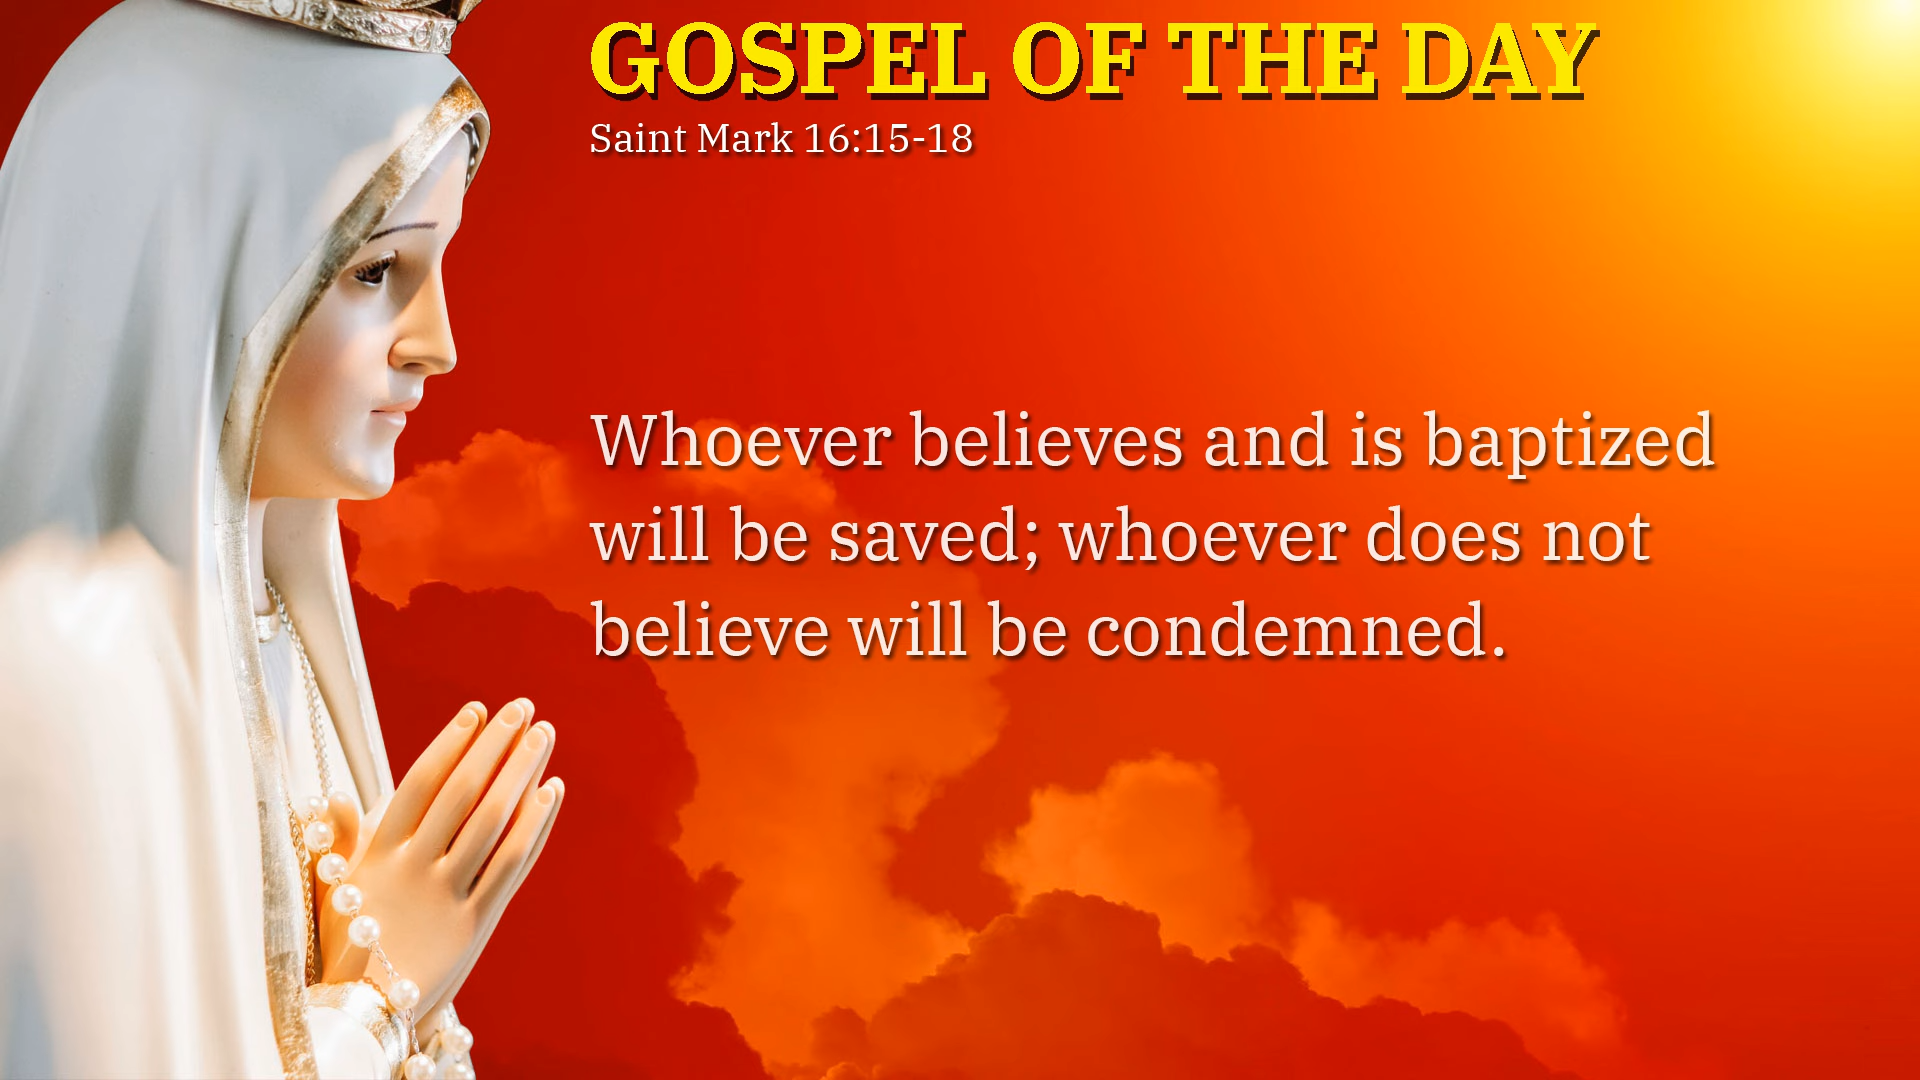 GOSPEL OF THE DAY
Saint Mark 16:15-18
Whoever believes and is baptized
will be saved; whoever does not
believe will be condemned.